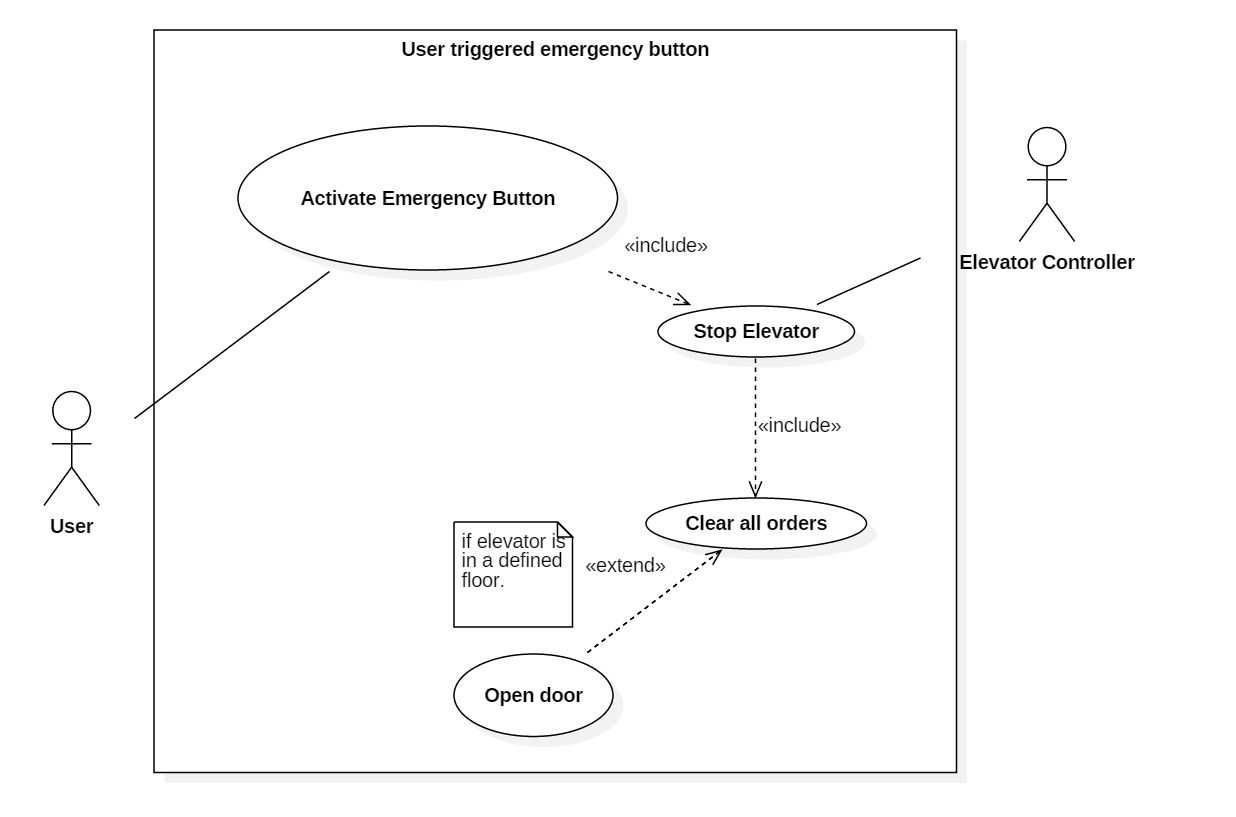 User triggered emergency button
Activate Emergency Button
«include»
Elevator Controller
Stop Elevator
«include»
User
Clear all orders
if elevator is
in a defined
floor.
«extend»
Open door